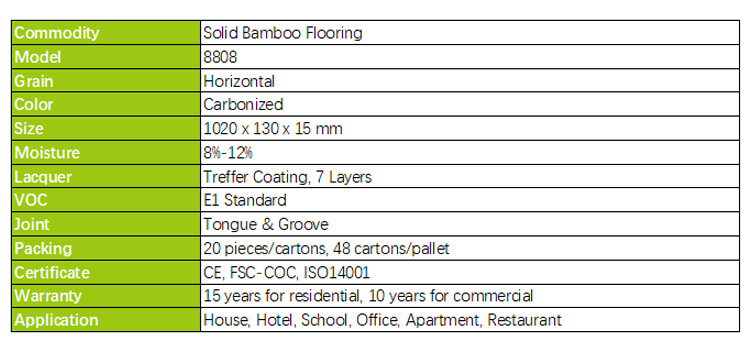 Commodity Solid Bamboo Flooring
Model 8808
Grain Horizontal
Color Carbonized
Size 1020 x 130 x 15 mm
Moisture 8%-12%
Lacquer Treffer Coating, 7 Layers
VOC E1 Standard
Joint Tongue & Groove
Packing 20 pieces/cartons, 48 cartons/pallet
Certificate CE, FSC-COC, ISO14001
Warranty 15 years for residential, 10 years for commercial
Application House, Hotel, School, Office, Apartment, Restaurant